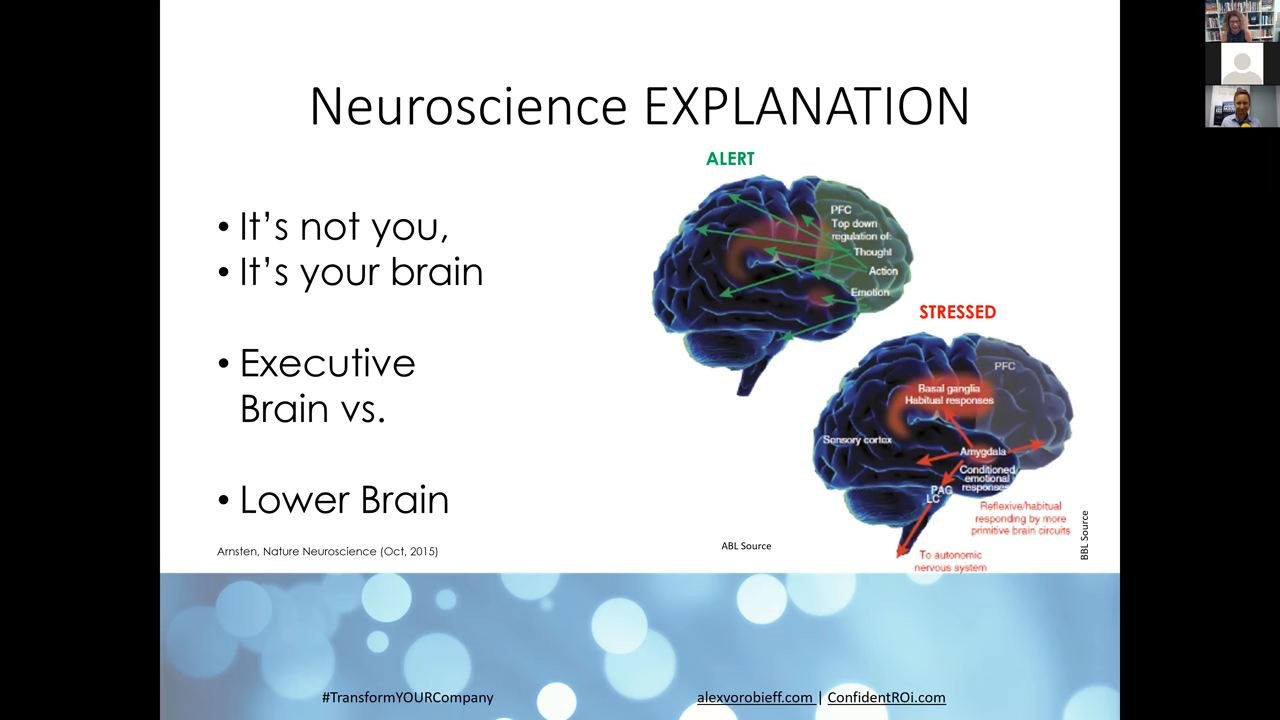 Neuroscience EXPLANATION
• It’s not you,
• It’s your brain
• Executive
Brain vs.
• Lower Brain
Arnsten, Nature Neuroscience (Oct, 2015)
ALERT
PFC
Top down
regulation of:
Thought
Action
Emotion
STRESSED
PFC
Basal ganglia
Habitual responses
Sensory cortex
Amygdala
Conditioned
emotional
responses
PAG
LC
Reflexive/habitual
responding by more
primitive brain circuits
To autonomic
nervous system
ABL Source
BBL Source
#TransformYOURCompany
alexvorobieff.com | ConfidentROi.com